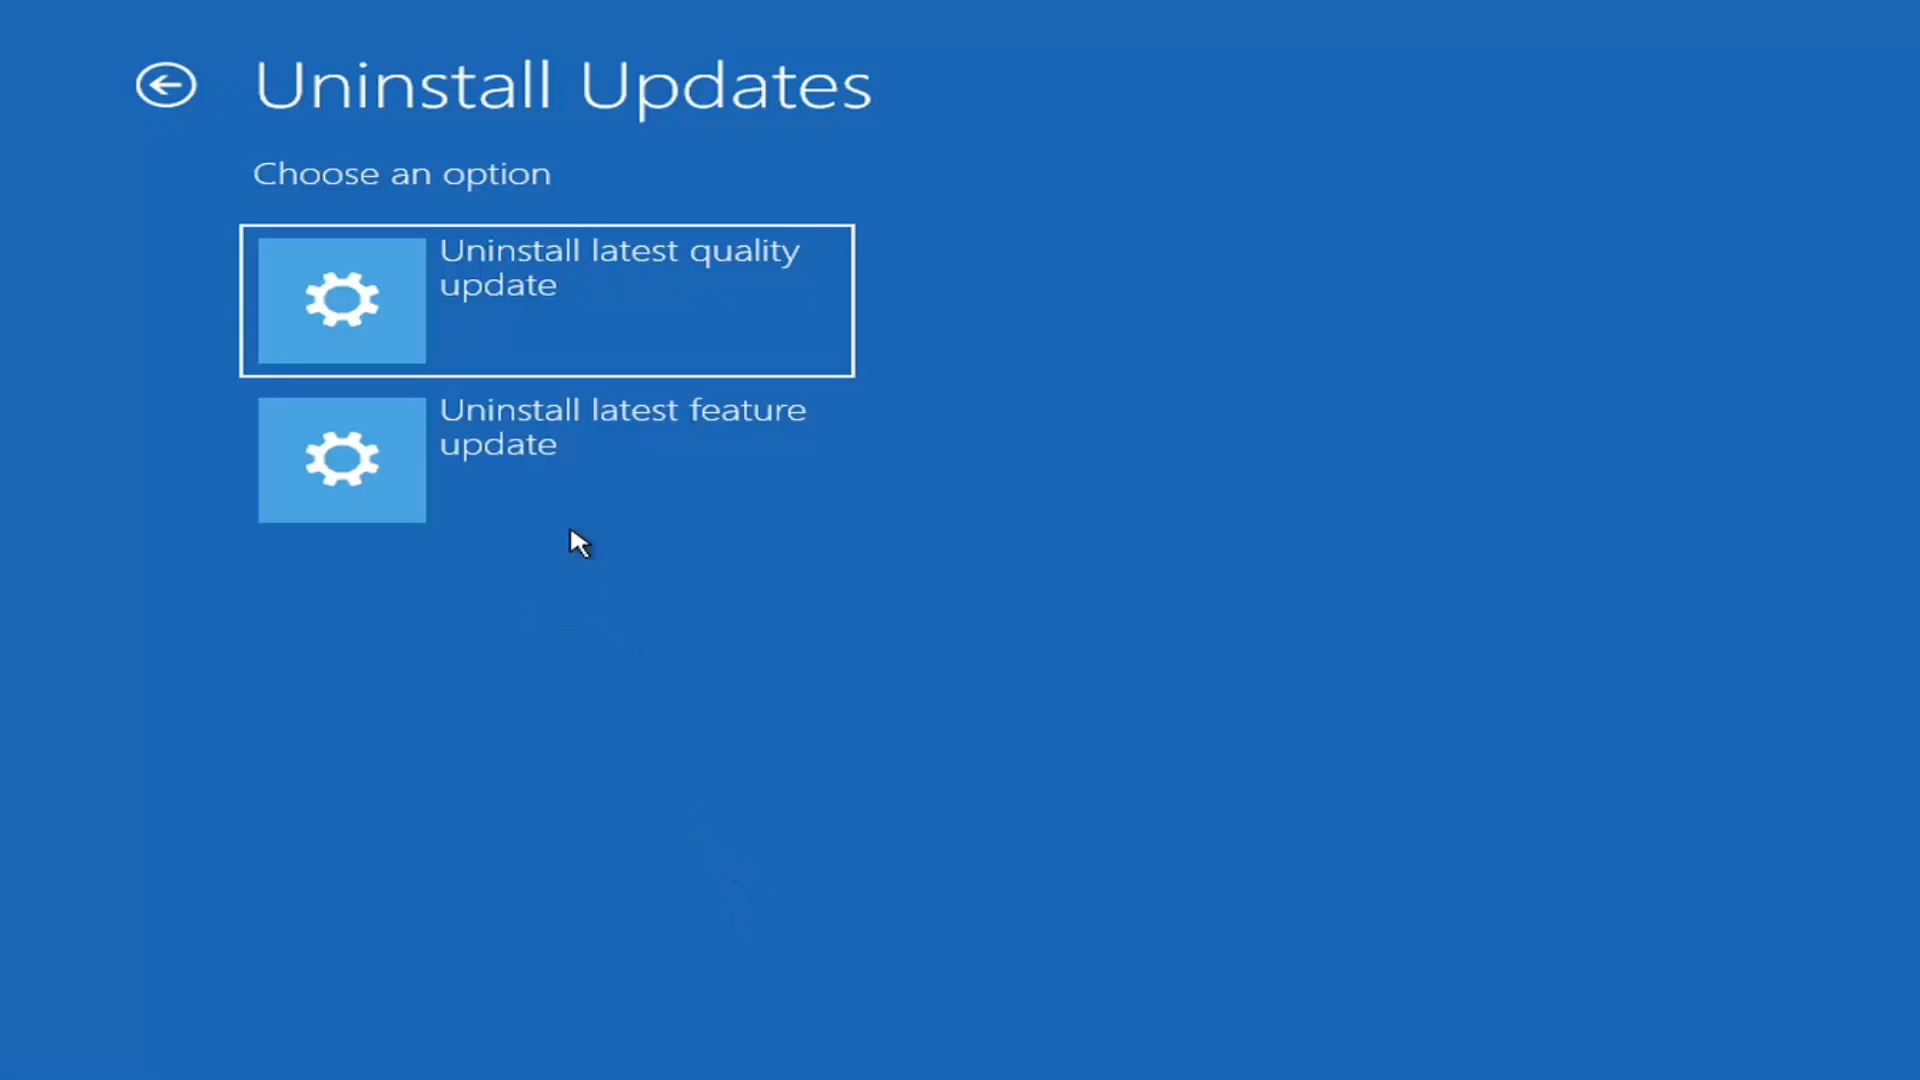 Uninstall Updates
Choose an option
Uninstall latest quality
update
Uninstall latest feature
update